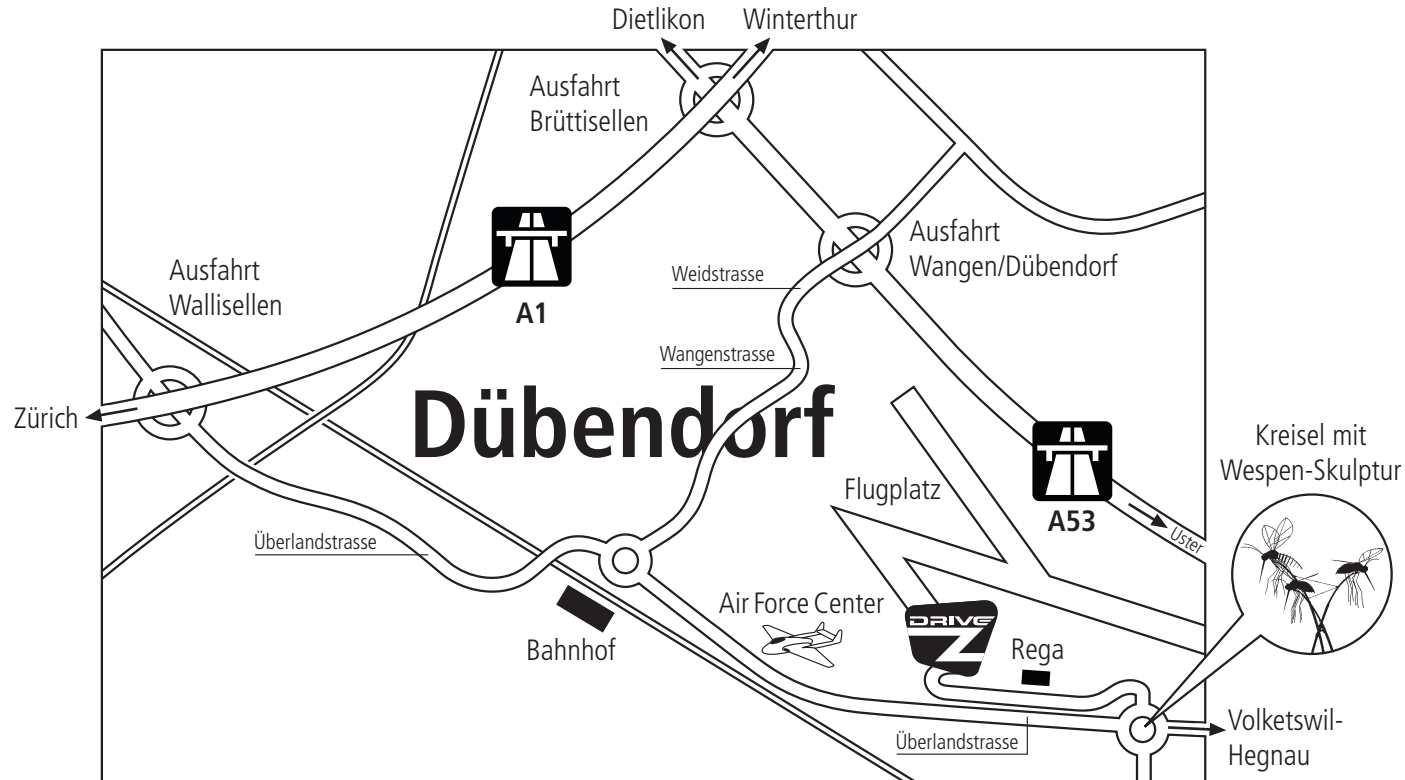 Dietlikon
Winterthur
Ausfahrt
Brüttisellen
Ausfahrt
Wallisellen
A1
Weidstrasse
Ausfahrt
Wangen/Dübendorf
Wangenstrasse
Zürich
Dübendorf
Kreisel mit
Wespen-Skulptur
Flugplatz
A53
Uster
Überlandstrasse
Air Force Center
DRIVE
Z
Bahnhof
Rega
Überlandstrasse
Volketswil-
Hegnau